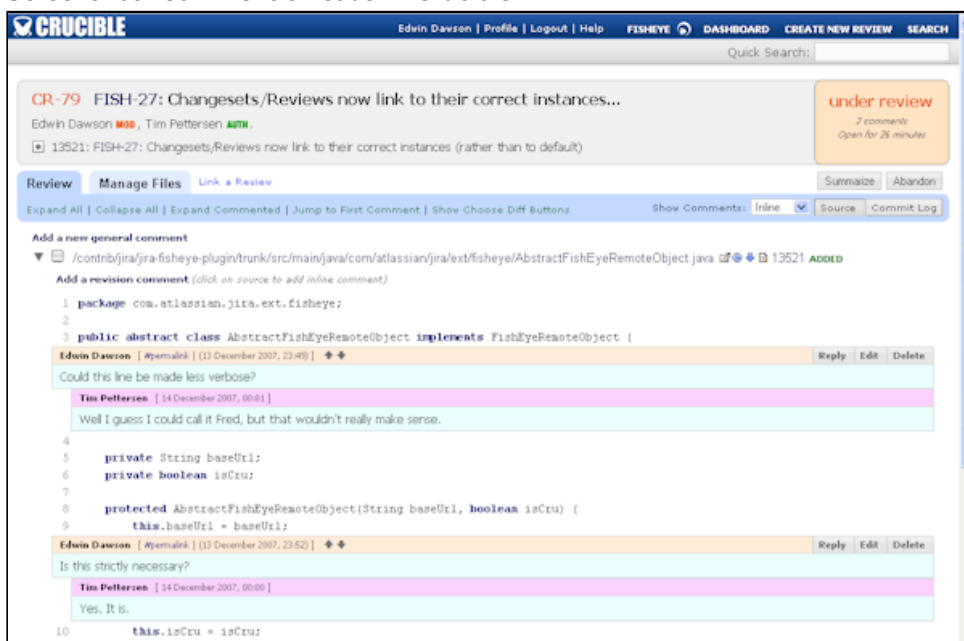 CRUCIBLE
Edwin Dawson | Profile | Logout | Help FISHEYE DASHBOARD CREATE NEW REVIEW SEARCH
Quick Search:
CR-79 FISH-27: Changesets/Reviews now link to their correct instances...
Edwin Dawson MOD, Tim Pettersen AUTH.
13521: FISH-27: Changesets/Reviews now link to their correct instances (rather than to default)
under review
2 comments
Open for 26 minutes
Review Manage Files Link a Review Summarize Abandon
Expand All | Collapse All | Expand Commented | Jump to First Comment | Show Choose Diff Buttons Show Comments: Inline Source Commit Log
Add a new general comment
/contrib/jira/jira-fisheye-plugin/trunk/src/main/java/com/atlassian/jira/ext/fisheye/AbstractFishEyeRemoteObject.java 13521 ADDED
Add a revision comment (click on source to add inline comment)
1 package com.atlassian.jira.ext.fisheye;
2
3 public abstract class AbstractFishEyeRemoteObject implements FishEyeRemoteObject {
Edwin Dawson [ #permalink | (13 December 2007, 23:49) ] Reply Edit Delete
Could this line be made less verbose?
Tim Pettersen [ 14 December 2007, 00:01 ]
Well I guess I could call it Fred, but that wouldn't really make sense.
4
5 private String baseUrl;
6 private boolean isCru;
7
8 protected AbstractFishEyeRemoteObject(String baseUrl, boolean isCru) {
9 this.baseUrl = baseUrl;
Edwin Dawson [ #permalink | (13 December 2007, 23:52) ] Reply Edit Delete
Is this strictly necessary?
Tim Pettersen [ 14 December 2007, 00:00 ]
Yes. It is.
10 this.isCru = isCru;